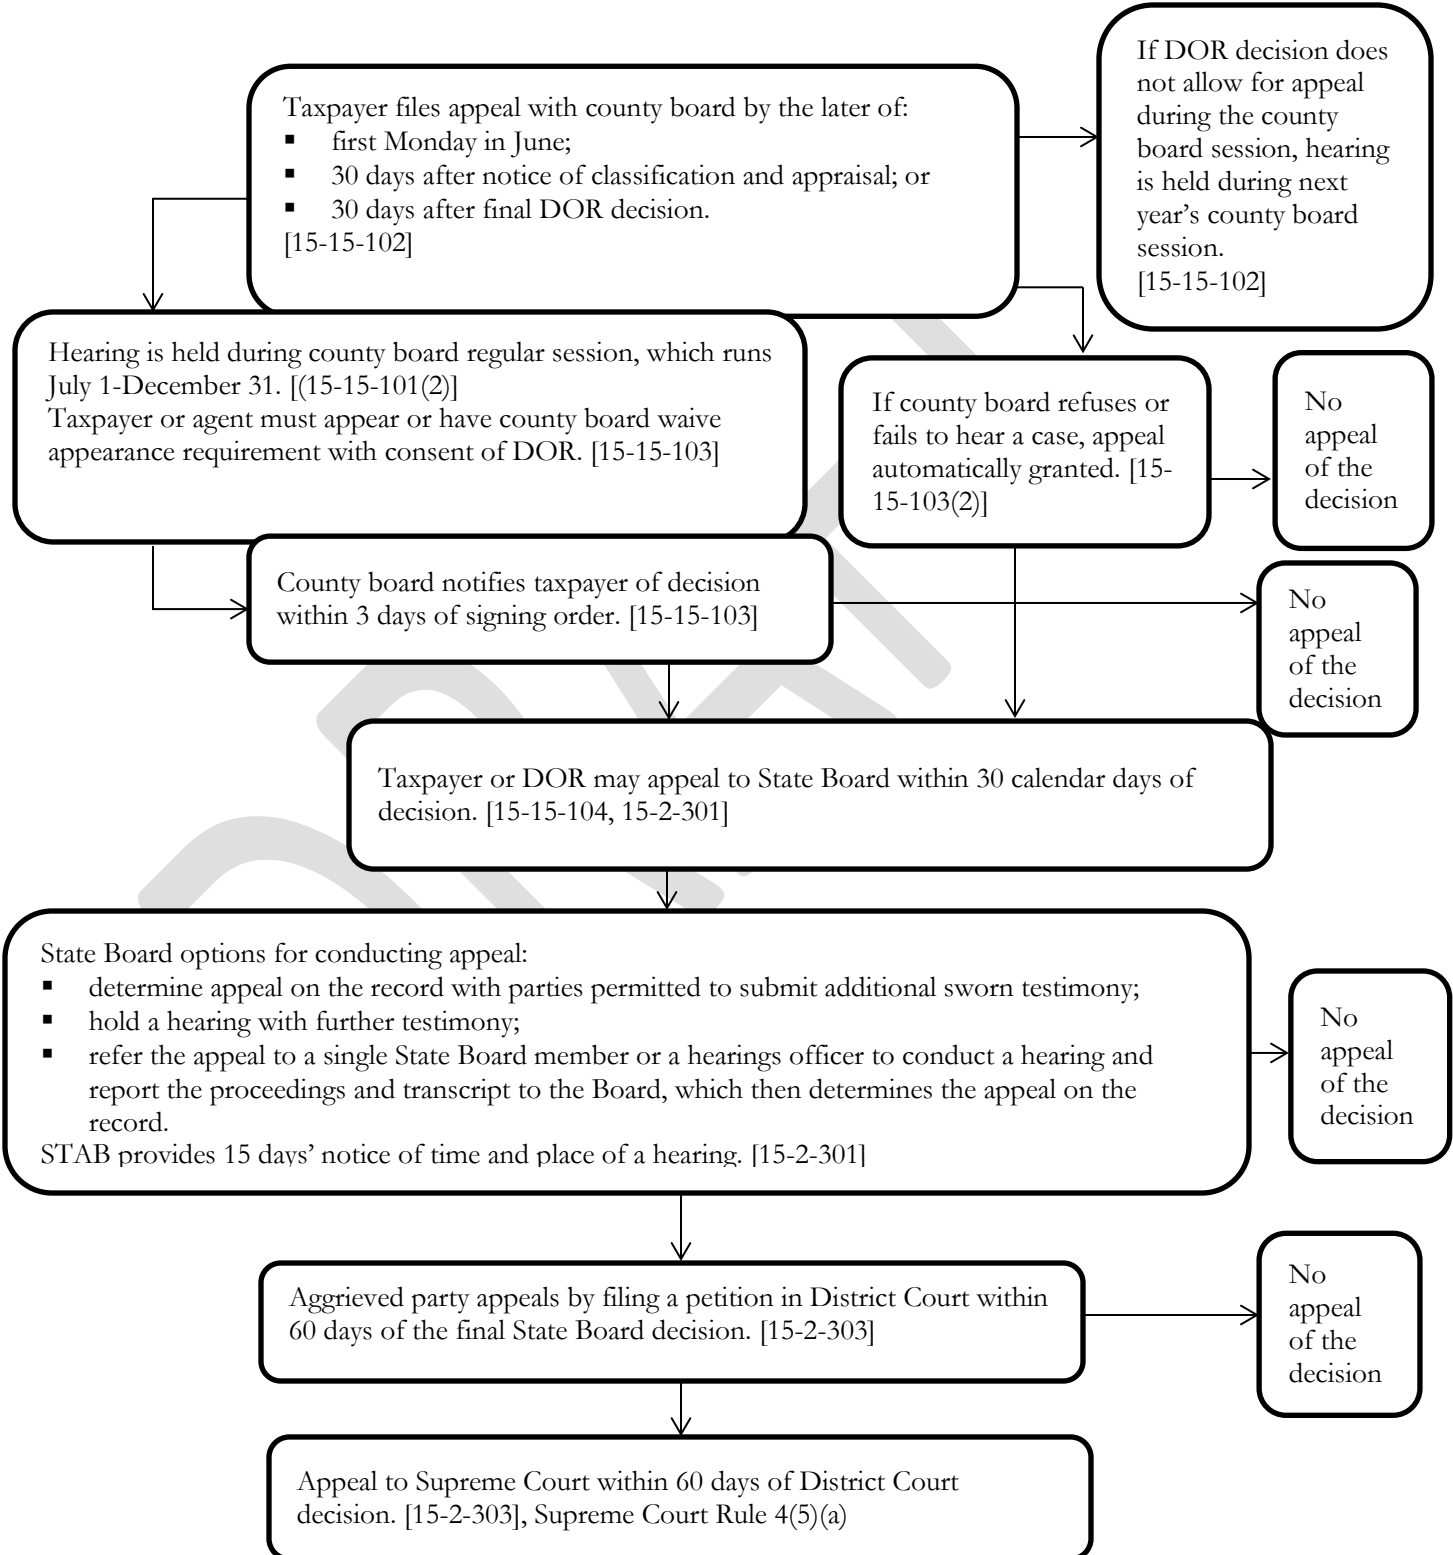 Taxpayer files appeal with county board by the later of:
▪ first Monday in June;
▪ 30 days after notice of classification and appraisal; or
▪ 30 days after final DOR decision.
[15-15-102]
If DOR decision does
not allow for appeal
during the county
board session, hearing
is held during next
year’s county board
session.
[15-15-102]
Hearing is held during county board regular session, which runs
July 1-December 31. [(15-15-101(2)]
Taxpayer or agent must appear or have county board waive
appearance requirement with consent of DOR. [15-15-103]
If county board refuses or
fails to hear a case, appeal
automatically granted. [15-
15-103(2)]
No
appeal
of the
decision
County board notifies taxpayer of decision
within 3 days of signing order. [15-15-103]
No
appeal
of the
decision
Taxpayer or DOR may appeal to State Board within 30 calendar days of
decision. [15-15-104, 15-2-301]
State Board options for conducting appeal:
▪ determine appeal on the record with parties permitted to submit additional sworn testimony;
▪ hold a hearing with further testimony;
▪ refer the appeal to a single State Board member or a hearings officer to conduct a hearing and
report the proceedings and transcript to the Board, which then determines the appeal on the
record.
STAB provides 15 days’ notice of time and place of a hearing. [15-2-301]
No
appeal
of the
decision
Aggrieved party appeals by filing a petition in District Court within
60 days of the final State Board decision. [15-2-303]
No
appeal
of the
decision
Appeal to Supreme Court within 60 days of District Court
decision. [15-2-303], Supreme Court Rule 4(5)(a)
DRAFT